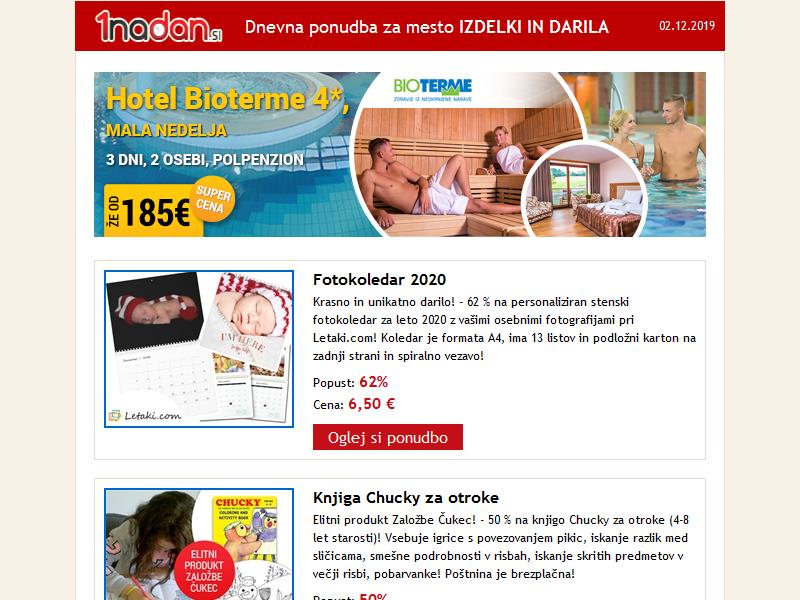 1nadan.si
Dnevna ponudba za mesto IZDELKI IN DARILA
02.12.2019
Hotel Bioterme 4*,
MALA NEDELJA
3 DNI, 2 OSEBI, POLPENZION
ŽE OD
185€
SUPER
CENA
BIOTERME
ZDRAVJE IZ NEOKRNJENE NARAVE
Fotokoledar 2020
Krasno in unikatno darilo! - 62 % na personaliziran stenski
fotokoledar za leto 2020 z vašimi osebnimi fotografijami pri
Letaki.com! Koledar je formata A4, ima 13 listov in podložni karton na
zadnji strani in spiralno vezavo!
Popust: 62%
Cena: 6,50 €
Oglej si ponudbo
I'M HERE
Letaki.com
Knjiga Chucky za otroke
Elitni produkt Založbe Čukec! - 50 % na knjigo Chucky za otroke (4-8
let starosti)! Vsebuje igrice s povezovanjem pikic, iskanje razlik med
sličicami, smešne podrobnosti v risbah, iskanje skritih predmetov v
večji risbi, pobarvanke! Poštnina je brezplačna!
Popust: 50%
CHUCKY
COLORING AND
ACTIVITY BOOK
ELITNI
PRODUKT
ZALOŽBE
ČUKEC